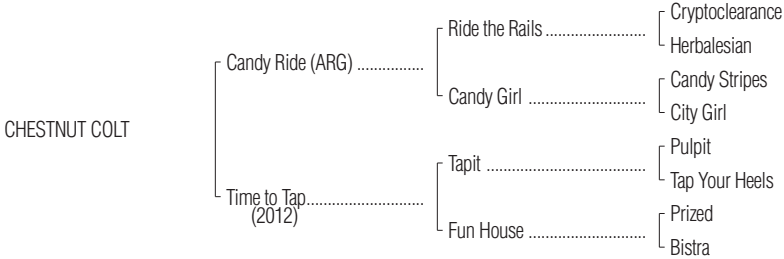 Cryptoclearance
Ride the Rails ..........................
Herbalesian
Candy Ride (ARG) ................
Candy Stripes
Candy Girl ..............................
City Girl
CHESTNUT COLT
Pulpit
Tapit .........................................
Tap Your Heels
Time to Tap.............................
(2012)
Prized
Fun House ..............................
Bistra